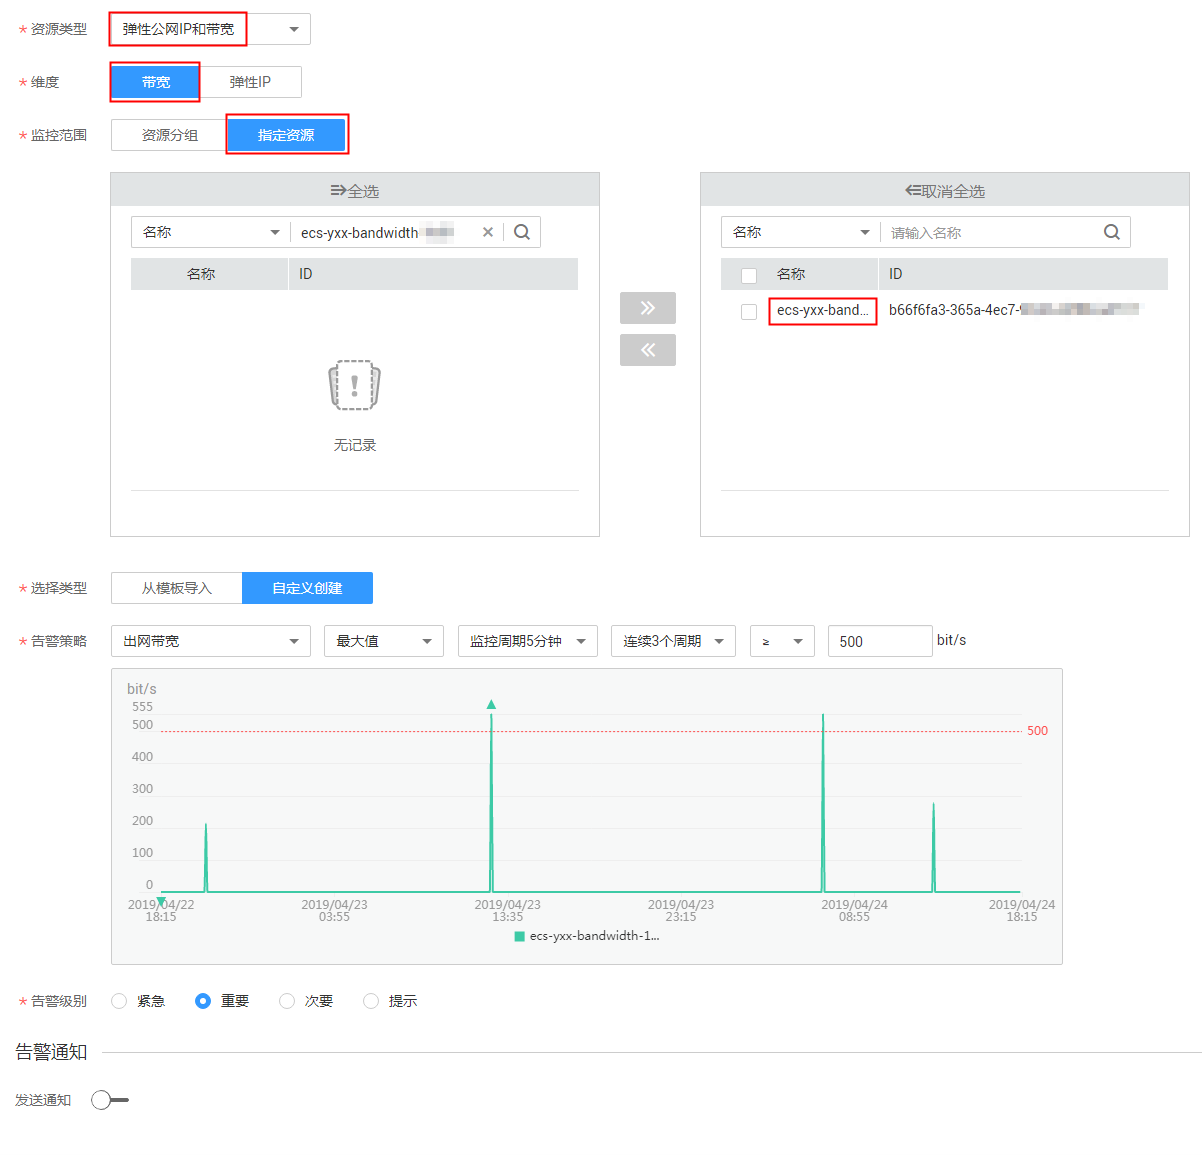 * 资源类型 弹性公网IP和带宽
* 维度 带宽 弹性IP
* 监控范围 资源分组 指定资源
全选
名称 ecs-yxx-bandwidth
名称 ID
无记录
取消全选
名称 请输入名称
名称 ID
ecs-yxx-band... b66f6fa3-365a-4ec7-
* 选择类型 从模板导入 自定义创建
* 告警策略 出网带宽 最大值 监控周期5分钟 连续3个周期 ≥ 500 bit/s
bit/s
555
500
400
300
200
100
0
500
2019/04/22 18:15
2019/04/23 03:55
2019/04/23 13:35
2019/04/23 23:15
2019/04/24 08:55
2019/04/24 18:15
ecs-yxx-bandwidth-1...
* 告警级别 紧急 重要 次要 提示
告警通知
发送通知